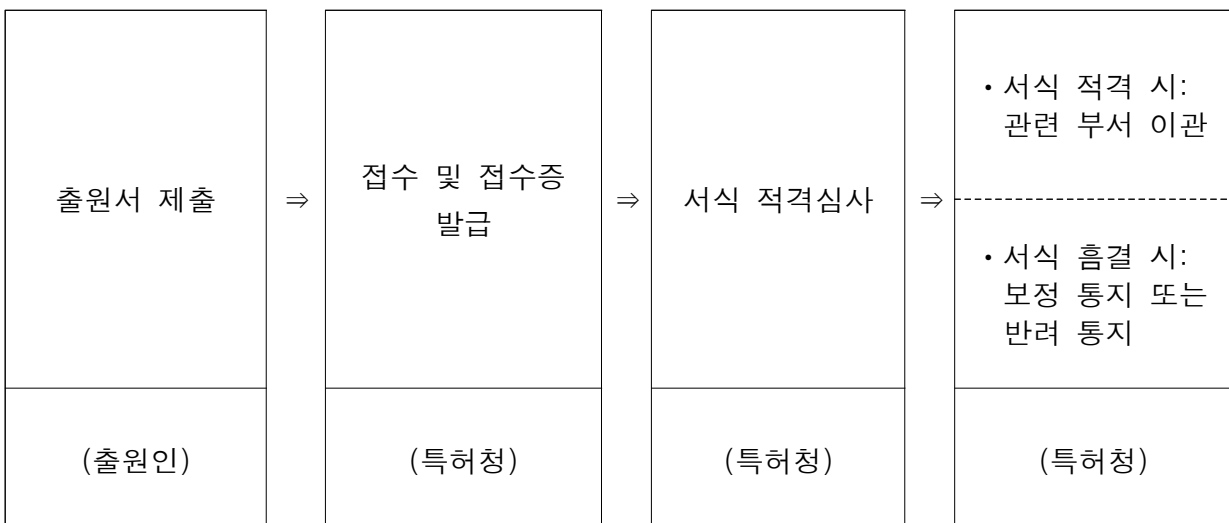 출원서 제출
⇒
접수 및 접수증
발급
⇒
서식 적격심사
⇒
• 서식 적격 시:
관련 부서 이관
• 서식 흠결 시:
보정 통지 또는
반려 통지
(출원인)
(특허청)
(특허청)
(특허청)